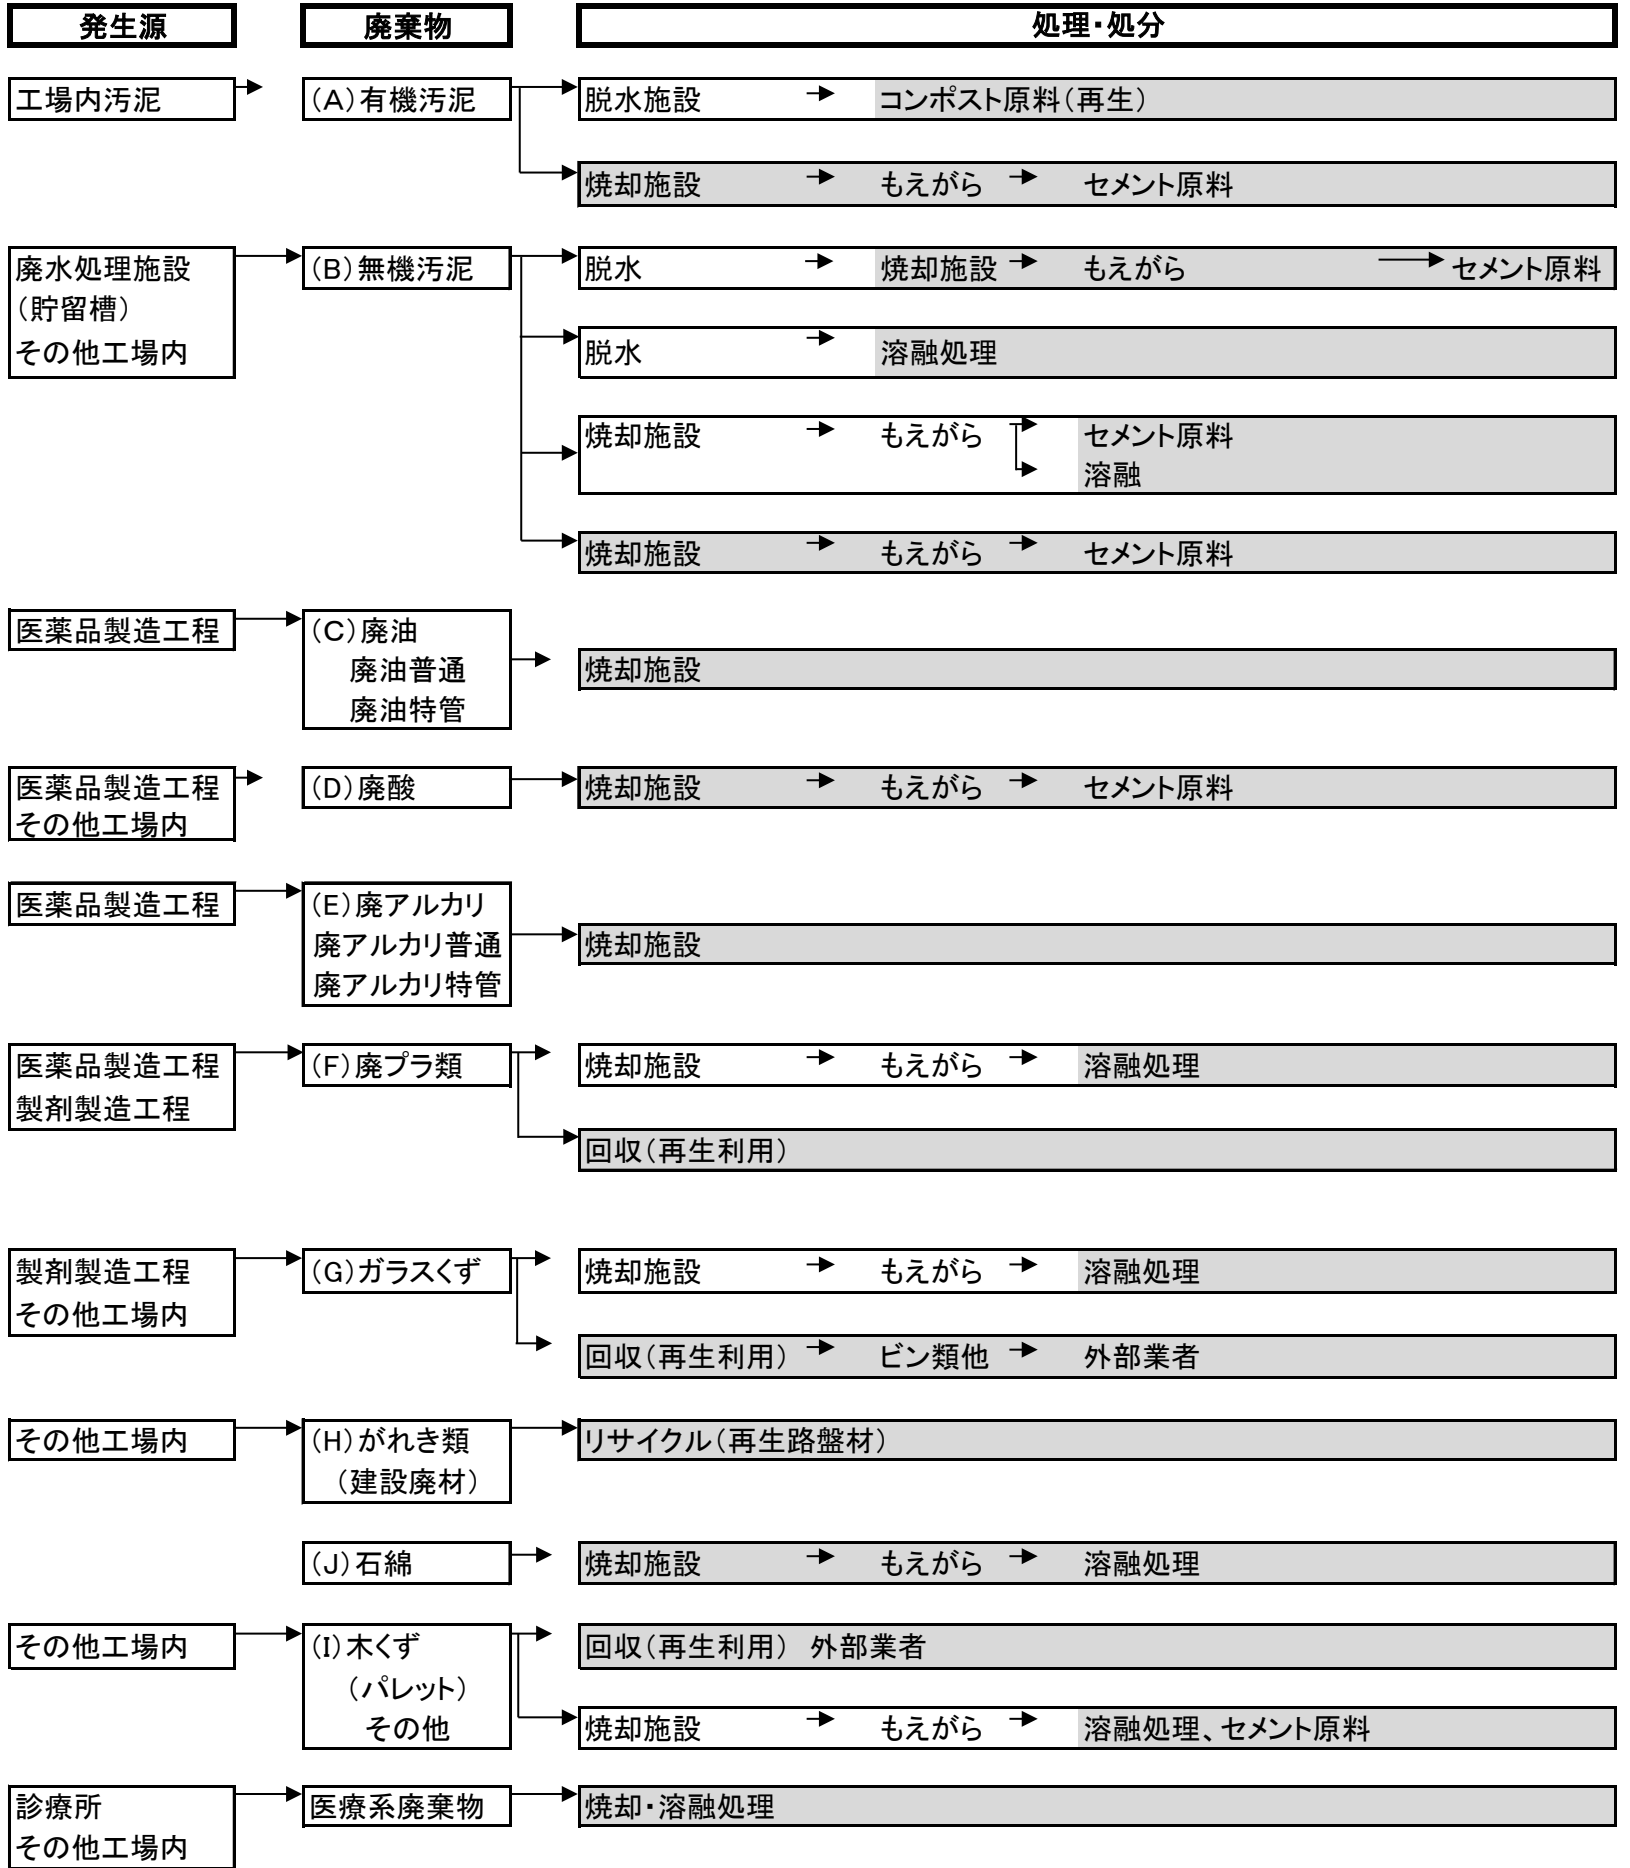 発生源 廃棄物 処理・処分
工場内汚泥 (A)有機汚泥 脱水施設 コンポスト原料(再生)
焼却施設 もえがら セメント原料
廃水処理施設 (B)無機汚泥 脱水 焼却施設 もえがら セメント原料
(貯留槽)
その他工場内 脱水 溶融処理
焼却施設 もえがら セメント原料
溶融
焼却施設 もえがら セメント原料
医薬品製造工程 (C)廃油
廃油普通 焼却施設
廃油特管
医薬品製造工程 (D)廃酸 焼却施設 もえがら セメント原料
その他工場内
医薬品製造工程 (E)廃アルカリ
廃アルカリ普通 焼却施設
廃アルカリ特管
医薬品製造工程 (F)廃プラ類 焼却施設 もえがら 溶融処理
製剤製造工程
回収(再生利用)
製剤製造工程 (G)ガラスくず 焼却施設 もえがら 溶融処理
その他工場内
回収(再生利用) ビン類他 外部業者
その他工場内 (H)がれき類 リサイクル(再生路盤材)
(建設廃材)
(J)石綿 焼却施設 もえがら 溶融処理
その他工場内 (I)木くず 回収(再生利用) 外部業者
(パレット)
その他 焼却施設 もえがら 溶融処理、セメント原料
診療所 医療系廃棄物 焼却・溶融処理
その他工場内